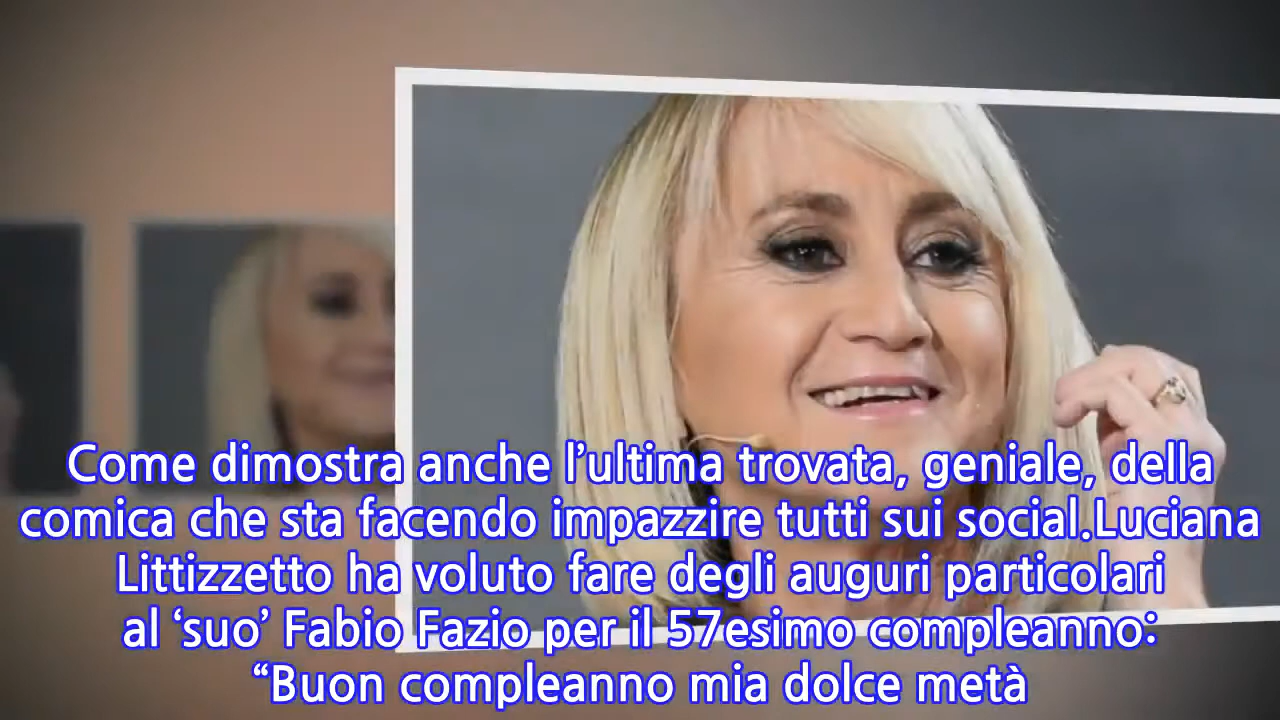 Come dimostra anche l’ultima trovata, geniale, della
comica che sta facendo impazzire tutti sui social.Luciana
Littizzetto ha voluto fare degli auguri particolari
al ‘suo’ Fabio Fazio per il 57esimo compleanno:
“Buon compleanno mia dolce metà